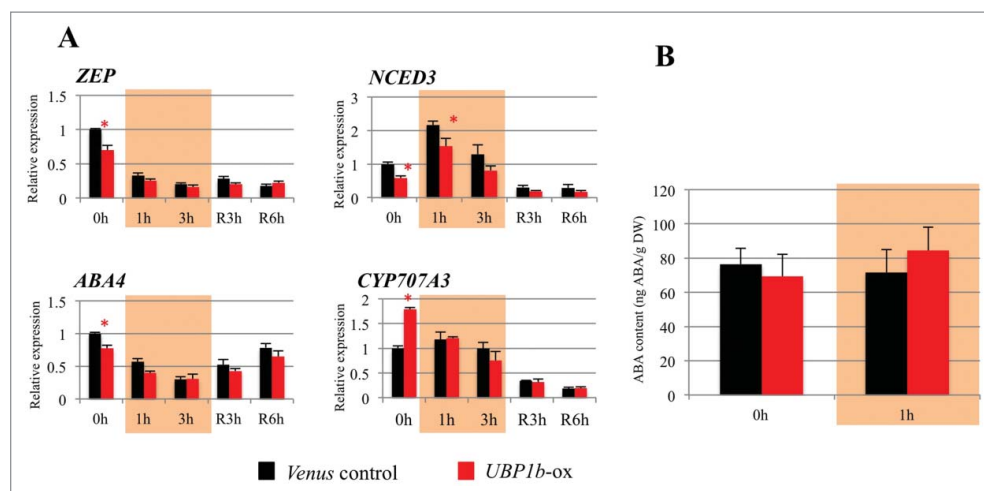 A
B
ZEP
Relative expression
1.5
1
0.5
0
*
0h 1h 3h R3h R6h
NCED3
Relative expression
3
2
1
0
*
*
0h 1h 3h R3h R6h
ABA4
Relative expression
1.5
1
0.5
0
*
0h 1h 3h R3h R6h
CYP707A3
Relative expression
2
1.5
1
0.5
0
*
0h 1h 3h R3h R6h
ABA content (ng ABA/g DW)
120
100
80
60
40
20
0
0h 1h
Venus control UBP1b-ox